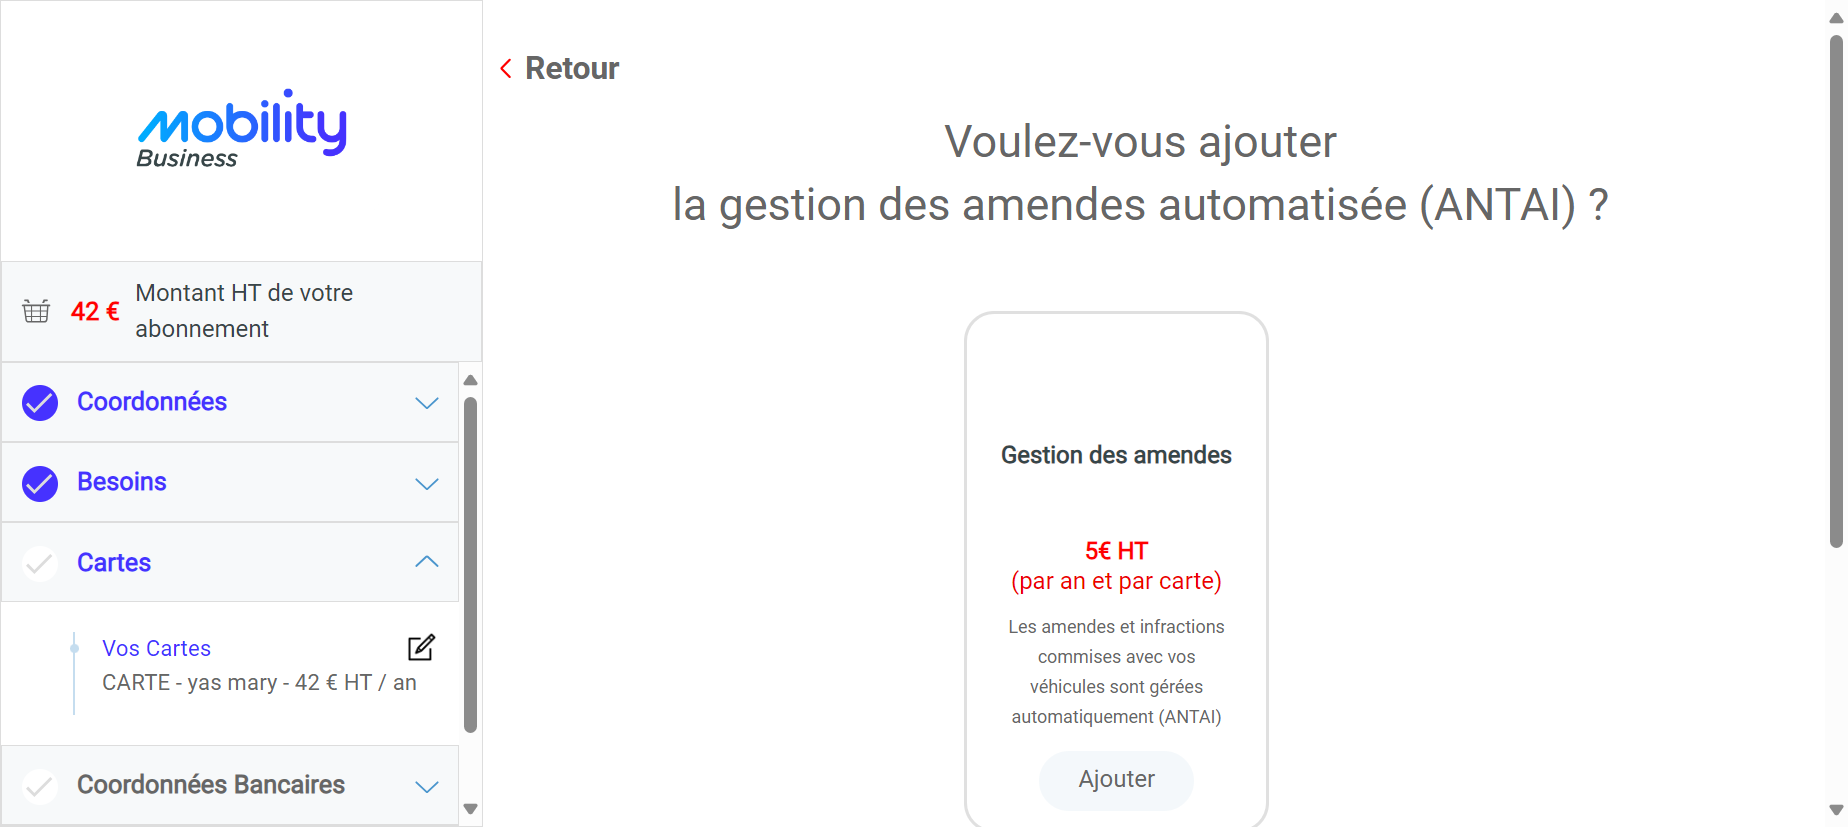 mobility
Business
42 €
Montant HT de votre
abonnement
Coordonnées
Besoins
Cartes
Vos Cartes
CARTE - yas mary - 42 € HT / an
Coordonnées Bancaires
Retour
Voulez-vous ajouter
la gestion des amendes automatisée (ANTAI) ?
Gestion des amendes
5€ HT
(par an et par carte)
Les amendes et infractions
commises avec vos
véhicules sont gérées
automatiquement (ANTAI)
Ajouter